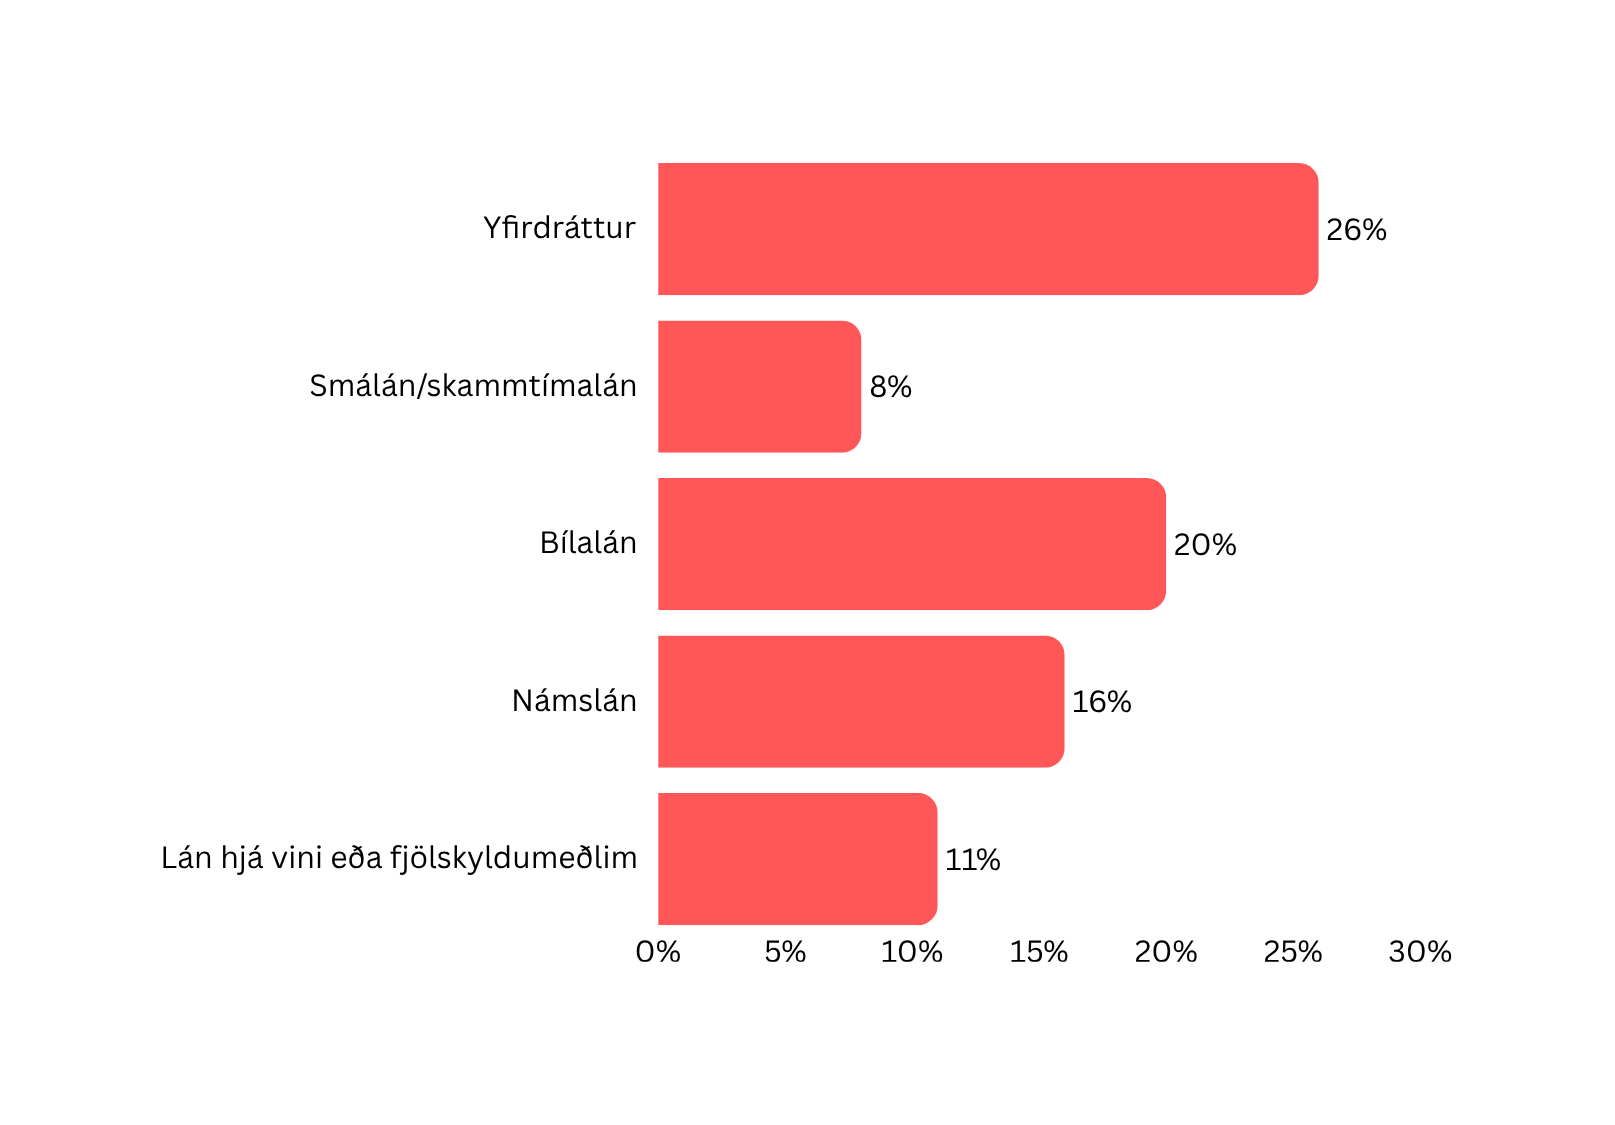 Yfirdráttur
26%
Smálán/skammtímalán
8%
Bílalán
20%
Námslán
16%
Lán hjá vini eða fjölskyldumeðlim
11%
0% 5% 10% 15% 20% 25% 30%